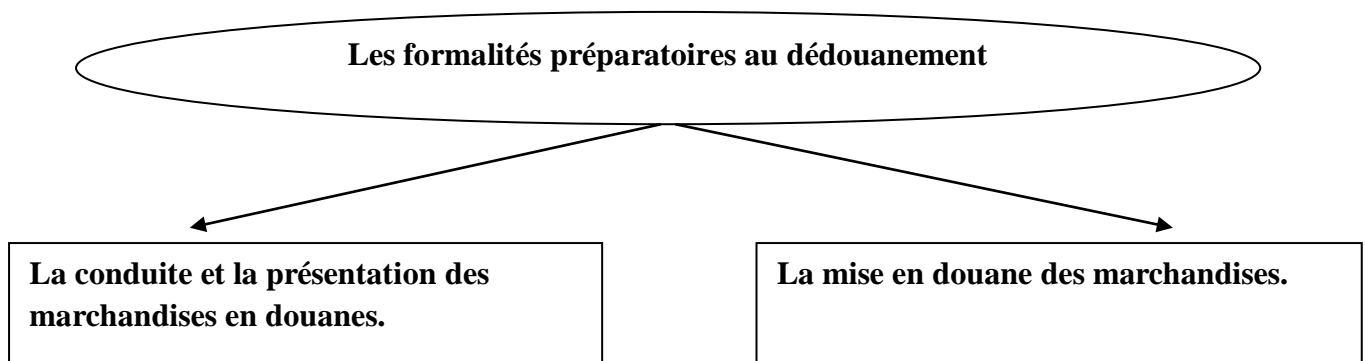 Les formalités préparatoires au dédouanement
La conduite et la présentation des
marchandises en douanes.
La mise en douane des marchandises.